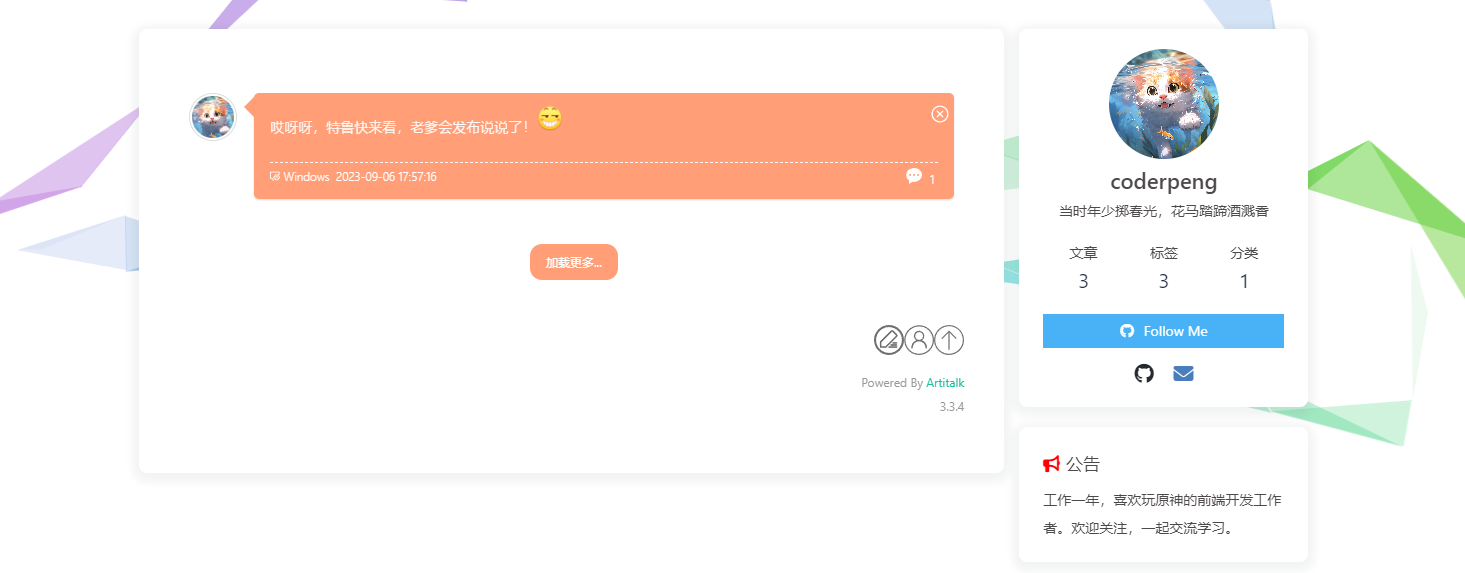 哎呀呀，特鲁快来看，老爹会发布说说了！
Windows 2023-09-06 17:57:16
1
加载更多...
Powered By Artitalk
3.3.4
coderpeng
当时年少掷春光，花马踏蹄酒溅香
文章 标签 分类
3 3 1
Follow Me
公告
工作一年，喜欢玩原神的前端开发工作
者。欢迎关注，一起交流学习。